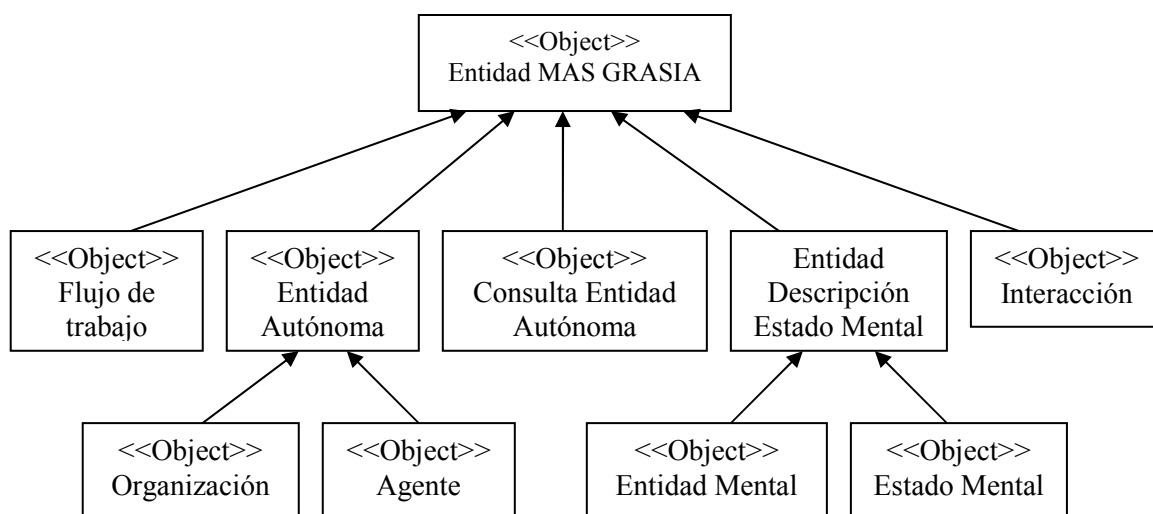 <<Object>>
Entidad MAS GRASIA
<<Object>>
Flujo de
trabajo
<<Object>>
Entidad
Autónoma
<<Object>>
Consulta Entidad
Autónoma
Entidad
Descripción
Estado Mental
<<Object>>
Interacción
<<Object>>
Organización
<<Object>>
Agente
<<Object>>
Entidad Mental
<<Object>>
Estado Mental